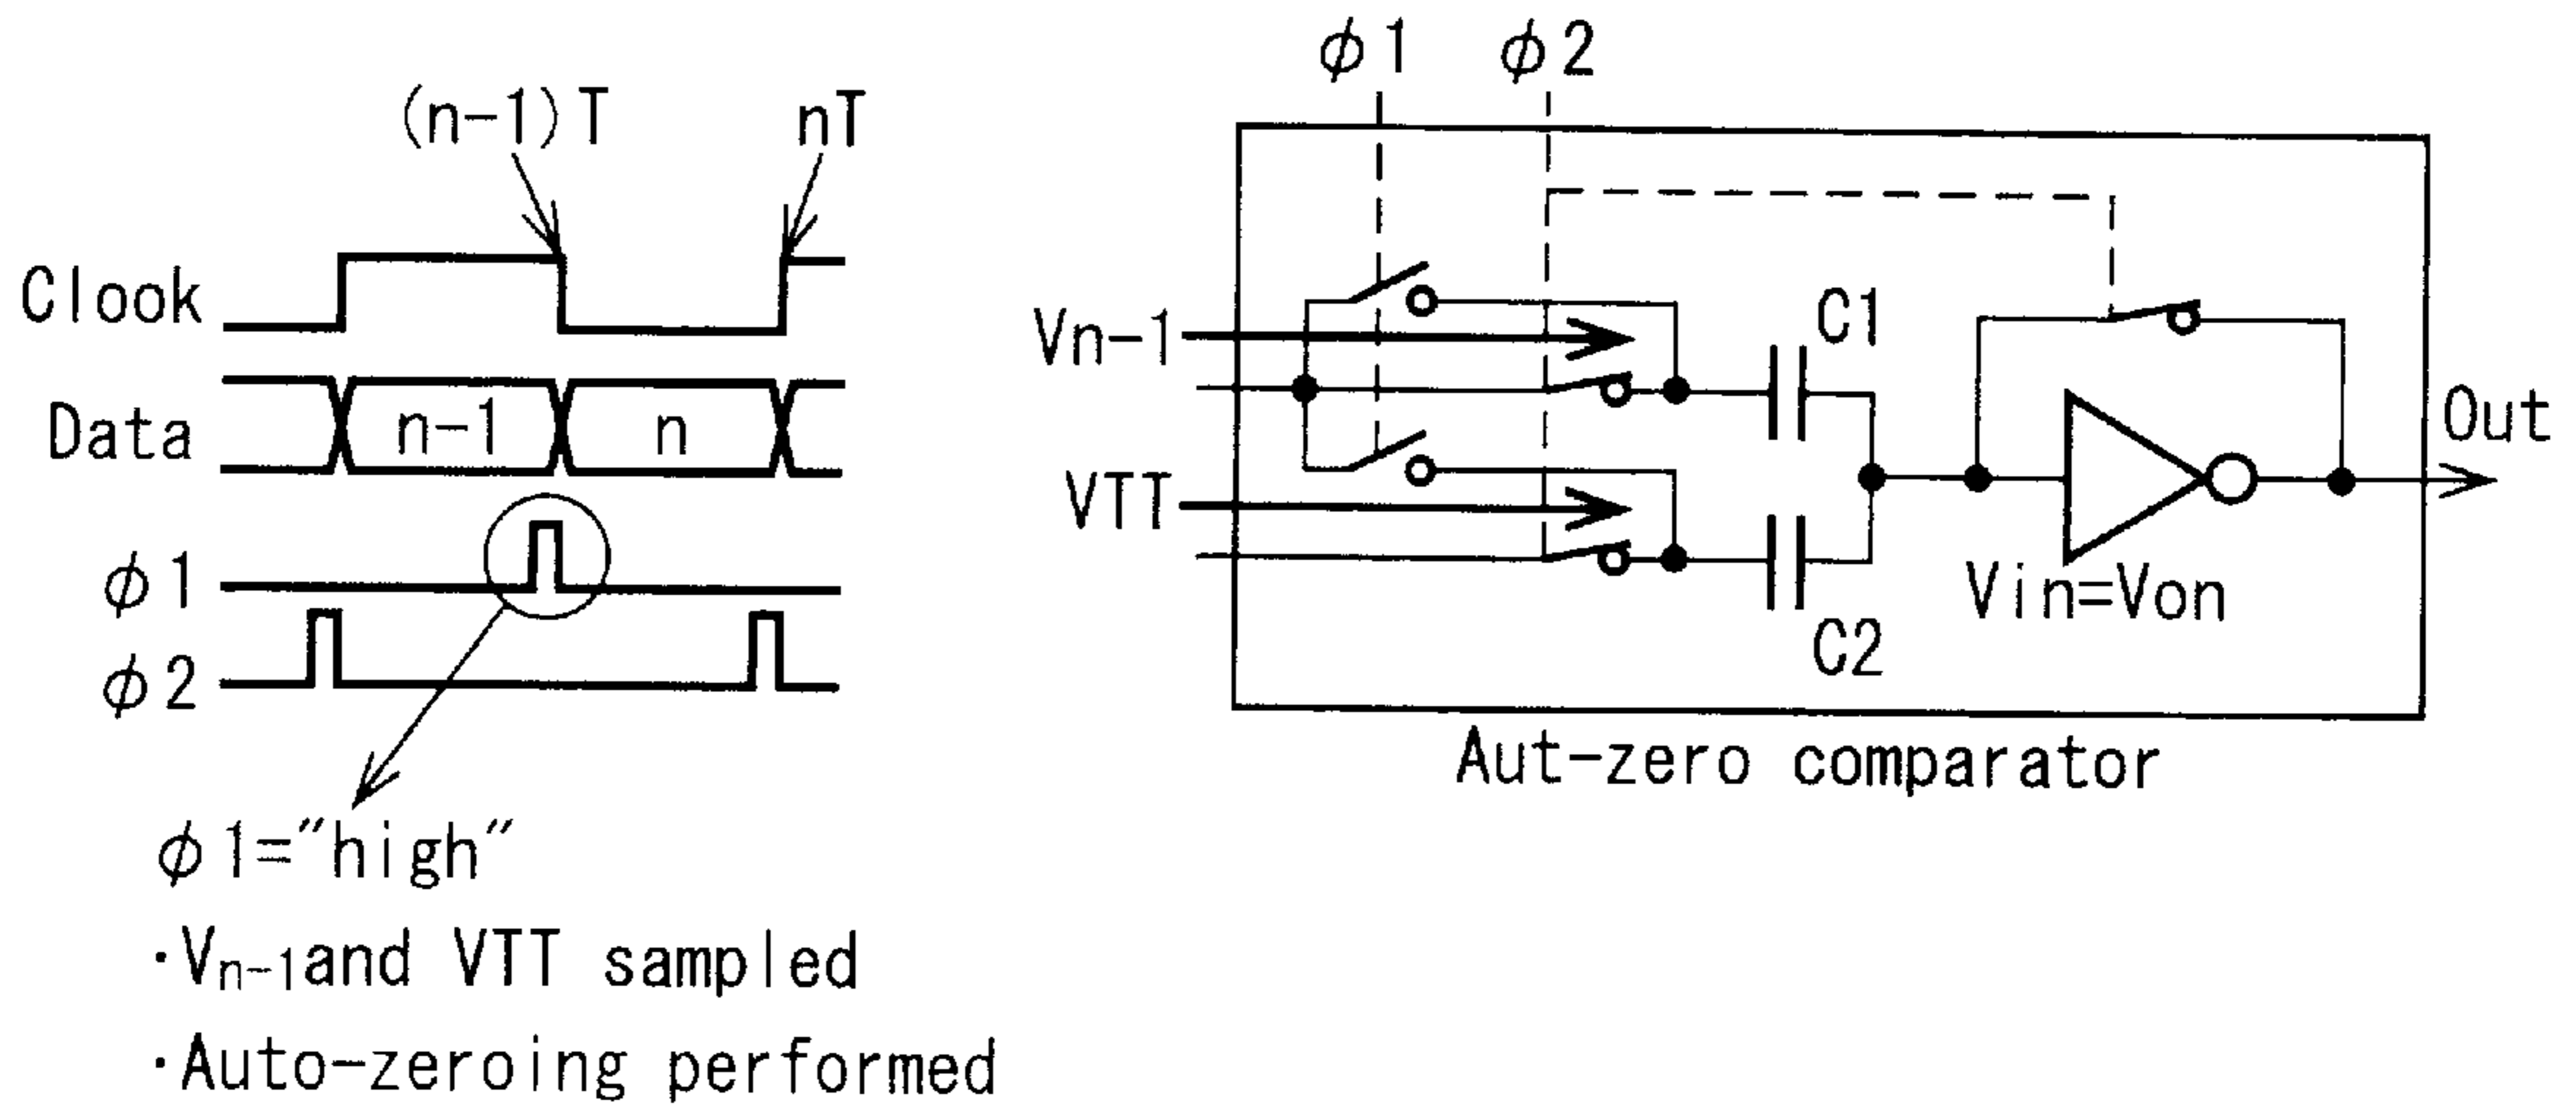 (n-1)T
nT
Clook
Data
n-1
n
φ1
φ2
φ1="high"
·Vn-1and VTT sampled
·Auto-zeroing performed
φ1
φ2
Vn-1
VTT
C1
C2
Vin=Von
Out
Aut-zero comparator